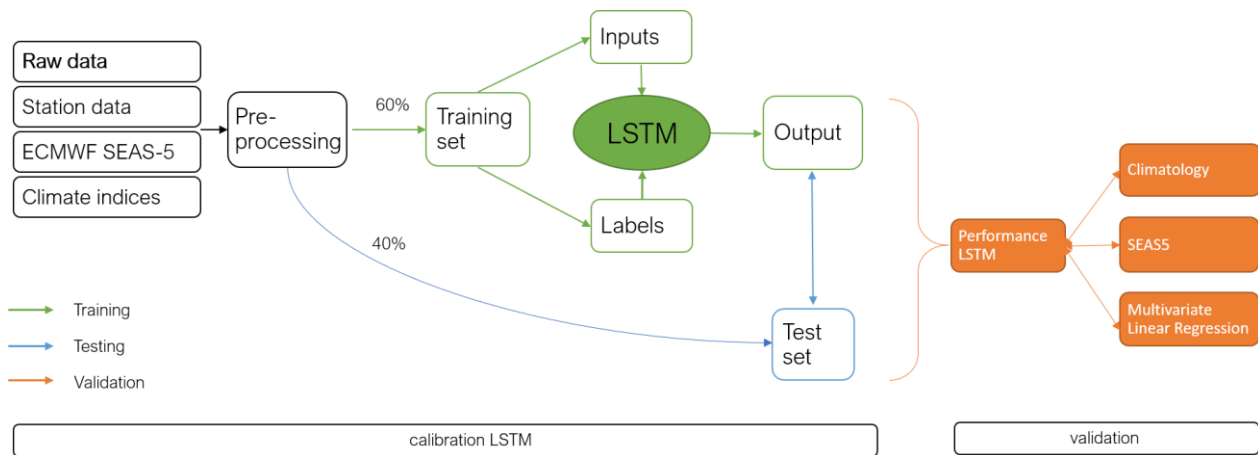 Raw data
Station data
ECMWF SEAS-5
Climate indices
Pre-
processing
60%
40%
Training
set
Inputs
LSTM
Labels
Output
Test
set
Performance
LSTM
Climatology
SEAS5
Multivariate
Linear Regression
Training
Testing
Validation
calibration LSTM
validation